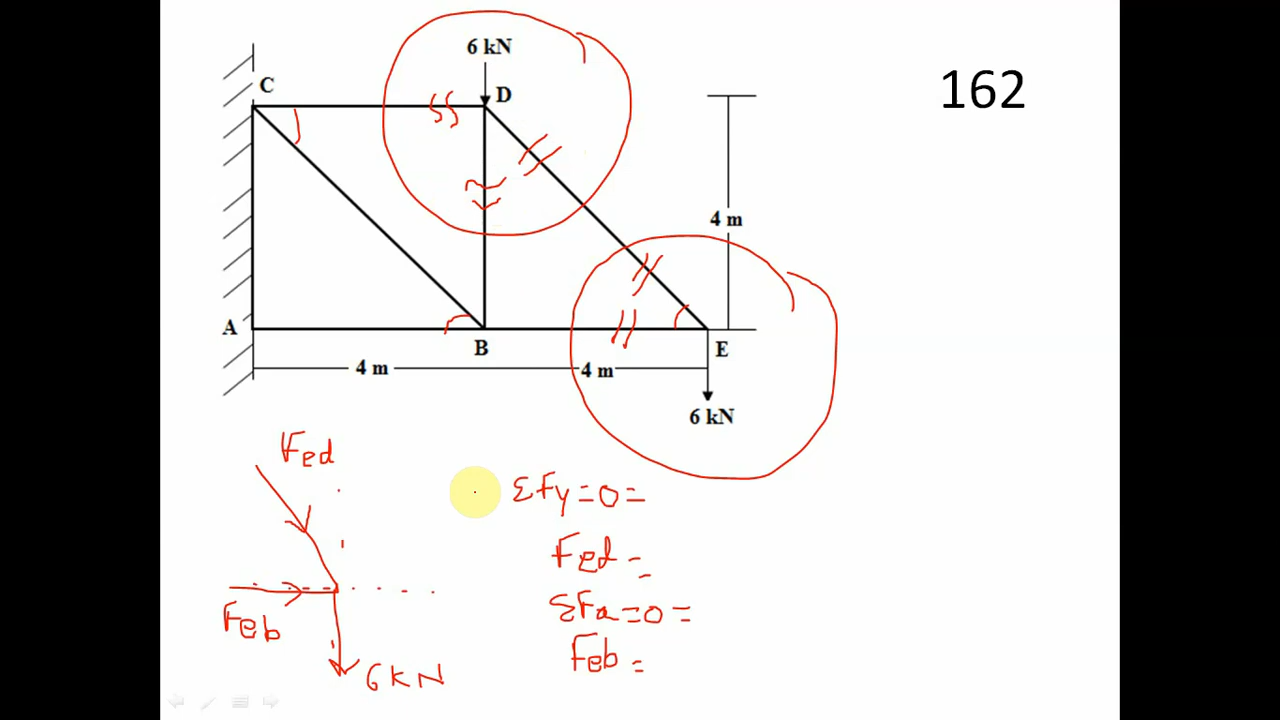 162
6 kN
C
D
4 m
A
B
E
4 m
4 m
6 kN
Fed
Feb
6 kN
ΣFy=0=
Fed=
ΣFx=0=
Feb=